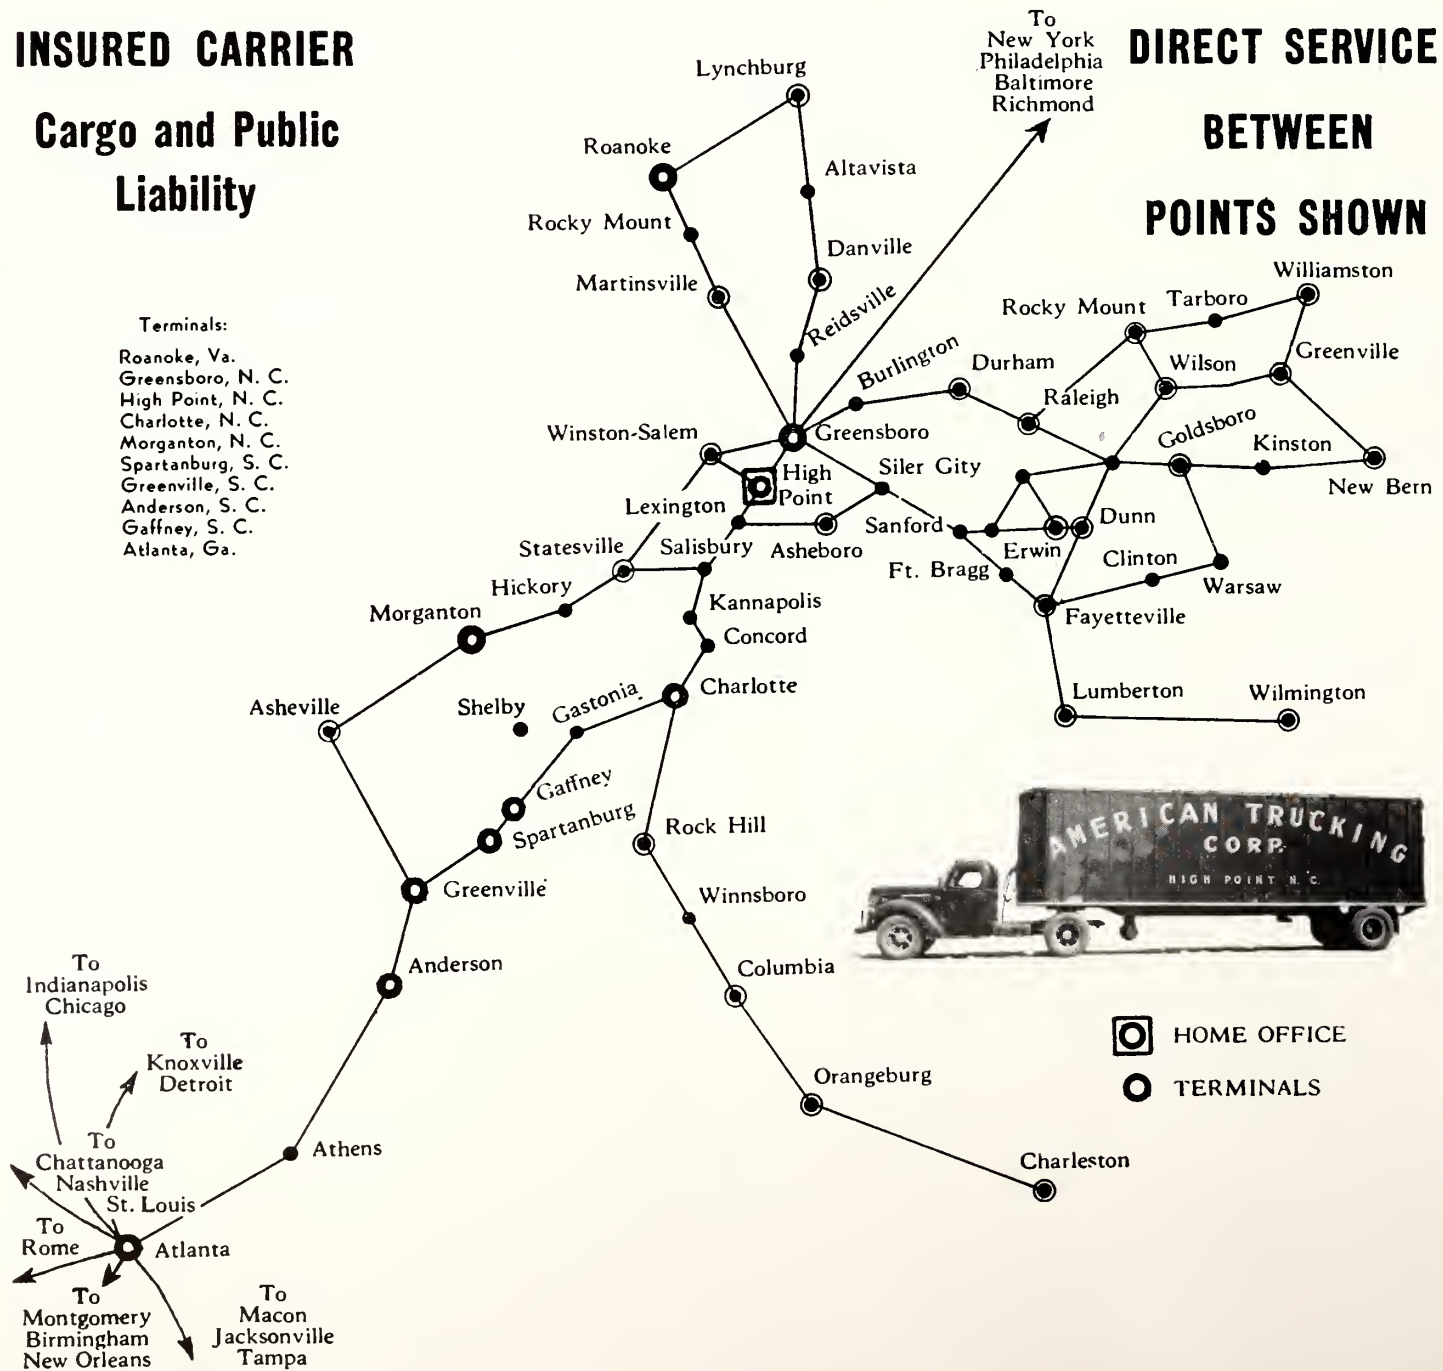 INSURED CARRIER
Cargo and Public
Liability
To
New York
Philadelphia
Baltimore
Richmond
DIRECT SERVICE
BETWEEN
POINTS SHOWN
Terminals:
Roanoke, Va.
Greensboro, N. C.
High Point, N. C.
Charlotte, N. C.
Morganton, N. C.
Spartanburg, S. C.
Greenville, S. C.
Anderson, S. C.
Gaffney, S. C.
Atlanta, Ga.
Lynchburg
Roanoke
Altavista
Rocky Mount
Danville
Martinsville
Reidsville
Williamston
Rocky Mount
Tarboro
Burlington
Durham
Wilson
Greenville
Raleigh
Goldsboro
Kinston
New Bern
Winston-Salem
Greensboro
High
Point
Siler City
Lexington
Sanford
Dunn
Statesville
Salisbury
Asheboro
Erwin
Clinton
Ft. Bragg
Warsaw
Hickory
Kannapolis
Fayetteville
Morganton
Concord
Asheville
Shelby
Gastonia
Charlotte
Lumberton
Wilmington
Gaffney
Spartanburg
Rock Hill
Greenville
Winnsboro
AMERICAN TRUCKING
CORP.
HIGH POINT N. C.
Anderson
Columbia
To
Indianapolis
Chicago
To
Knoxville
Detroit
HOME OFFICE
TERMINALS
Orangeburg
Athens
Charleston
To
Chattanooga
Nashville
St. Louis
To
Rome
Atlanta
To
Montgomery
Birmingham
New Orleans
To
Macon
Jacksonville
Tampa